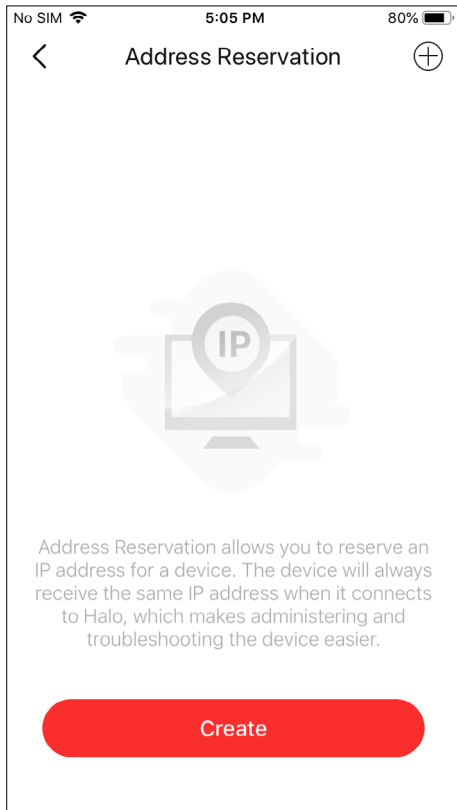 No SIM 5:05 PM 80%
Address Reservation
IP
Address Reservation allows you to reserve an
IP address for a device. The device will always
receive the same IP address when it connects
to Halo, which makes administering and
troubleshooting the device easier.
Create